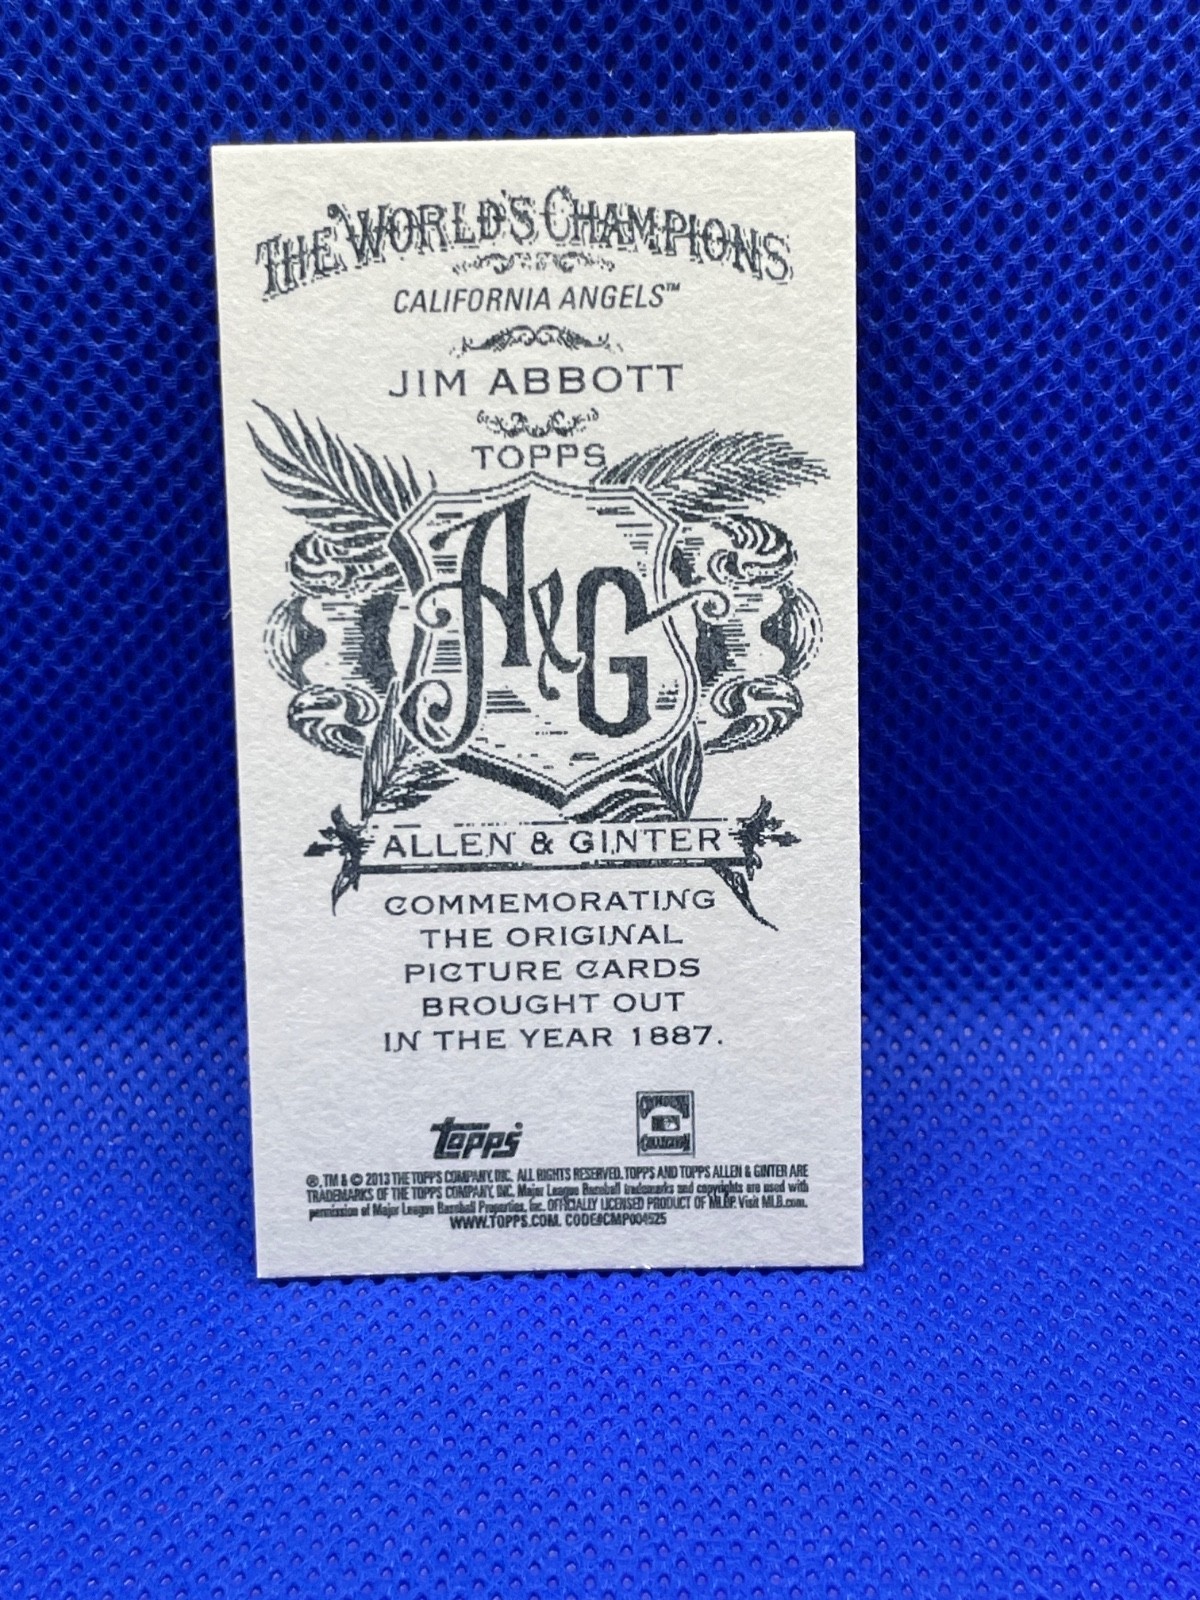 THE WORLD'S CHAMPIONS
CALIFORNIA ANGELS™
JIM ABBOTT
TOPPS
A&G
ALLEN & GINTER
COMMEMORATING
THE ORIGINAL
PICTURE CARDS
BROUGHT OUT
IN THE YEAR 1887.
topps®
®, TM & © 2013 THE TOPPS COMPANY, INC. ALL RIGHTS RESERVED. TOPPS AND TOPPS ALLEN & GINTER ARE
TRADEMARKS OF THE TOPPS COMPANY, INC. Major League Baseball trademarks and copyrights are used with
permission of Major League Baseball Properties, Inc. OFFICIALLY LICENSED PRODUCT OF MLBP. Visit MLB.com.
WWW.TOPPS.COM. CODE#CMP004525